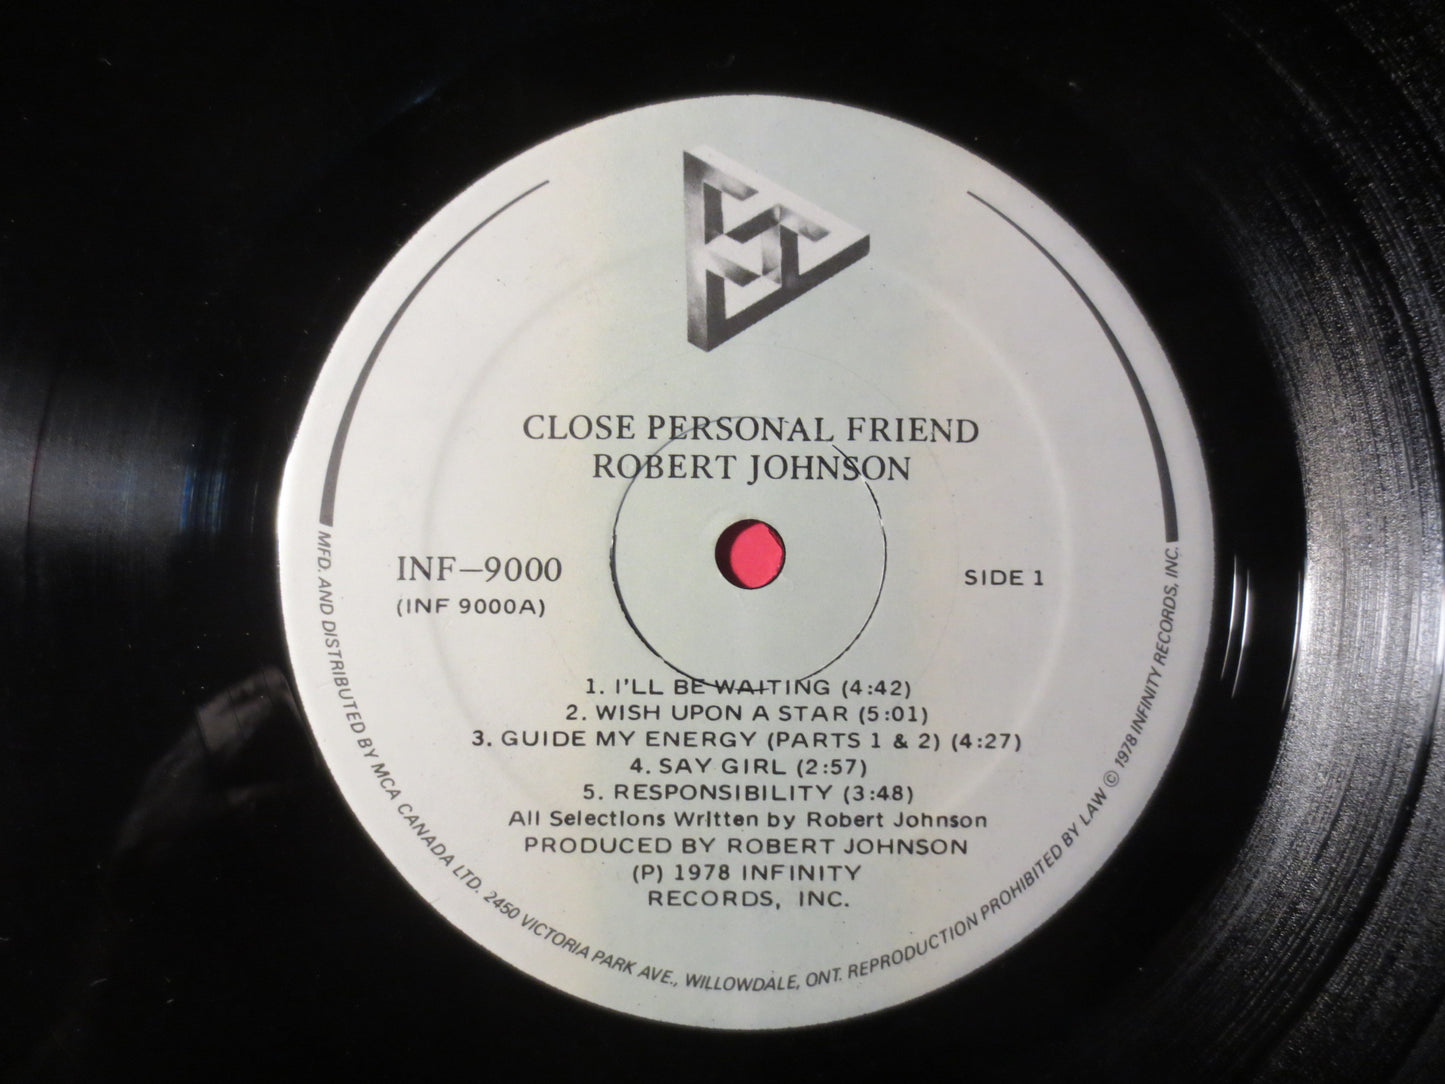 CLOSE PERSONAL FRIEND
ROBERT JOHNSON
INF–9000
(INF 9000A)
SIDE 1
1. I'LL BE WAITING (4:42)
2. WISH UPON A STAR (5:01)
3. GUIDE MY ENERGY (PARTS 1 & 2) (4:27)
4. SAY GIRL (2:57)
5. RESPONSIBILITY (3:48)
All Selections Written by Robert Johnson
PRODUCED BY ROBERT JOHNSON
(P) 1978 INFINITY
RECORDS, INC.
MFD. AND DISTRIBUTED BY MCA CANADA LTD. 2450 VICTORIA PARK AVE., WILLOWDALE, ONT. REPRODUCTION PROHIBITED BY LAW © 1978 INFINITY RECORDS, INC.